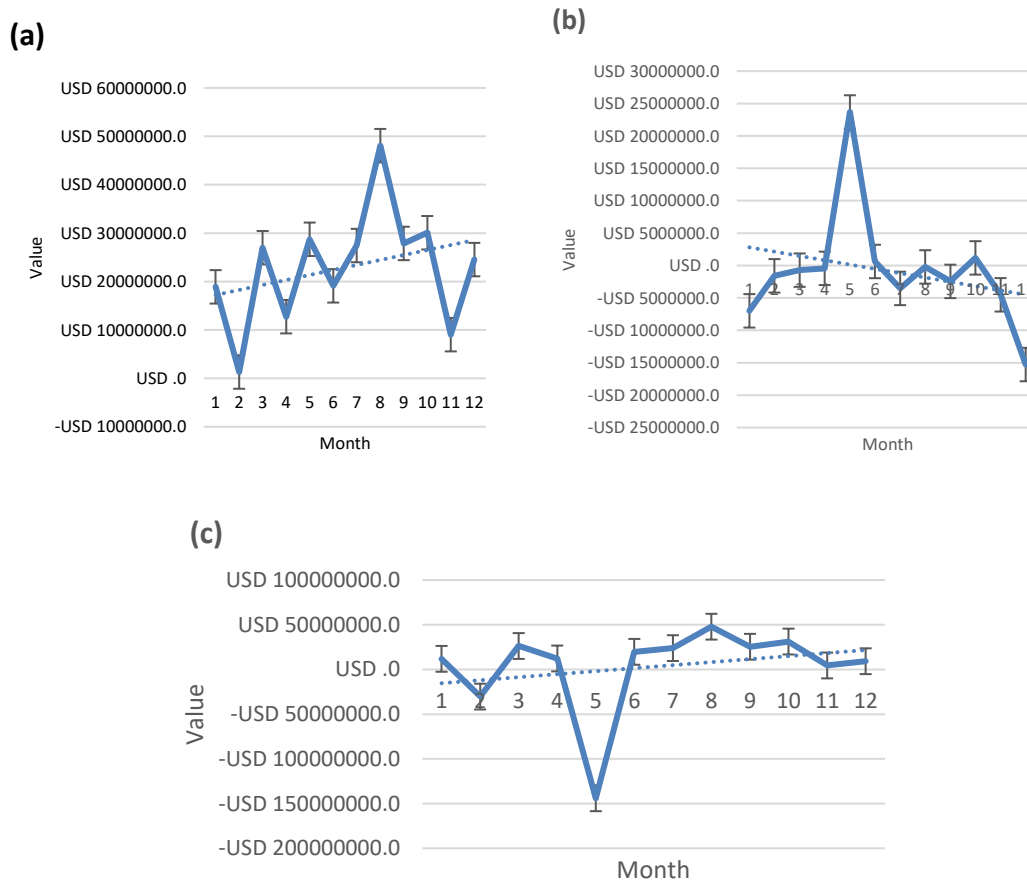 (a)
USD 60000000.0
USD 50000000.0
USD 40000000.0
USD 30000000.0
USD 20000000.0
USD 10000000.0
USD .0
-USD 10000000.0
Value
1 2 3 4 5 6 7 8 9 10 11 12
Month
(b)
USD 30000000.0
USD 25000000.0
USD 20000000.0
USD 15000000.0
USD 10000000.0
USD 5000000.0
USD .0
-USD 5000000.0
-USD 10000000.0
-USD 15000000.0
-USD 20000000.0
-USD 25000000.0
Value
1 2 3 4 5 6 7 8 9 10 11 1
Month
(c)
USD 100000000.0
USD 50000000.0
USD .0
-USD 50000000.0
-USD 100000000.0
-USD 150000000.0
-USD 200000000.0
Value
1 2 3 4 5 6 7 8 9 10 11 12
Month